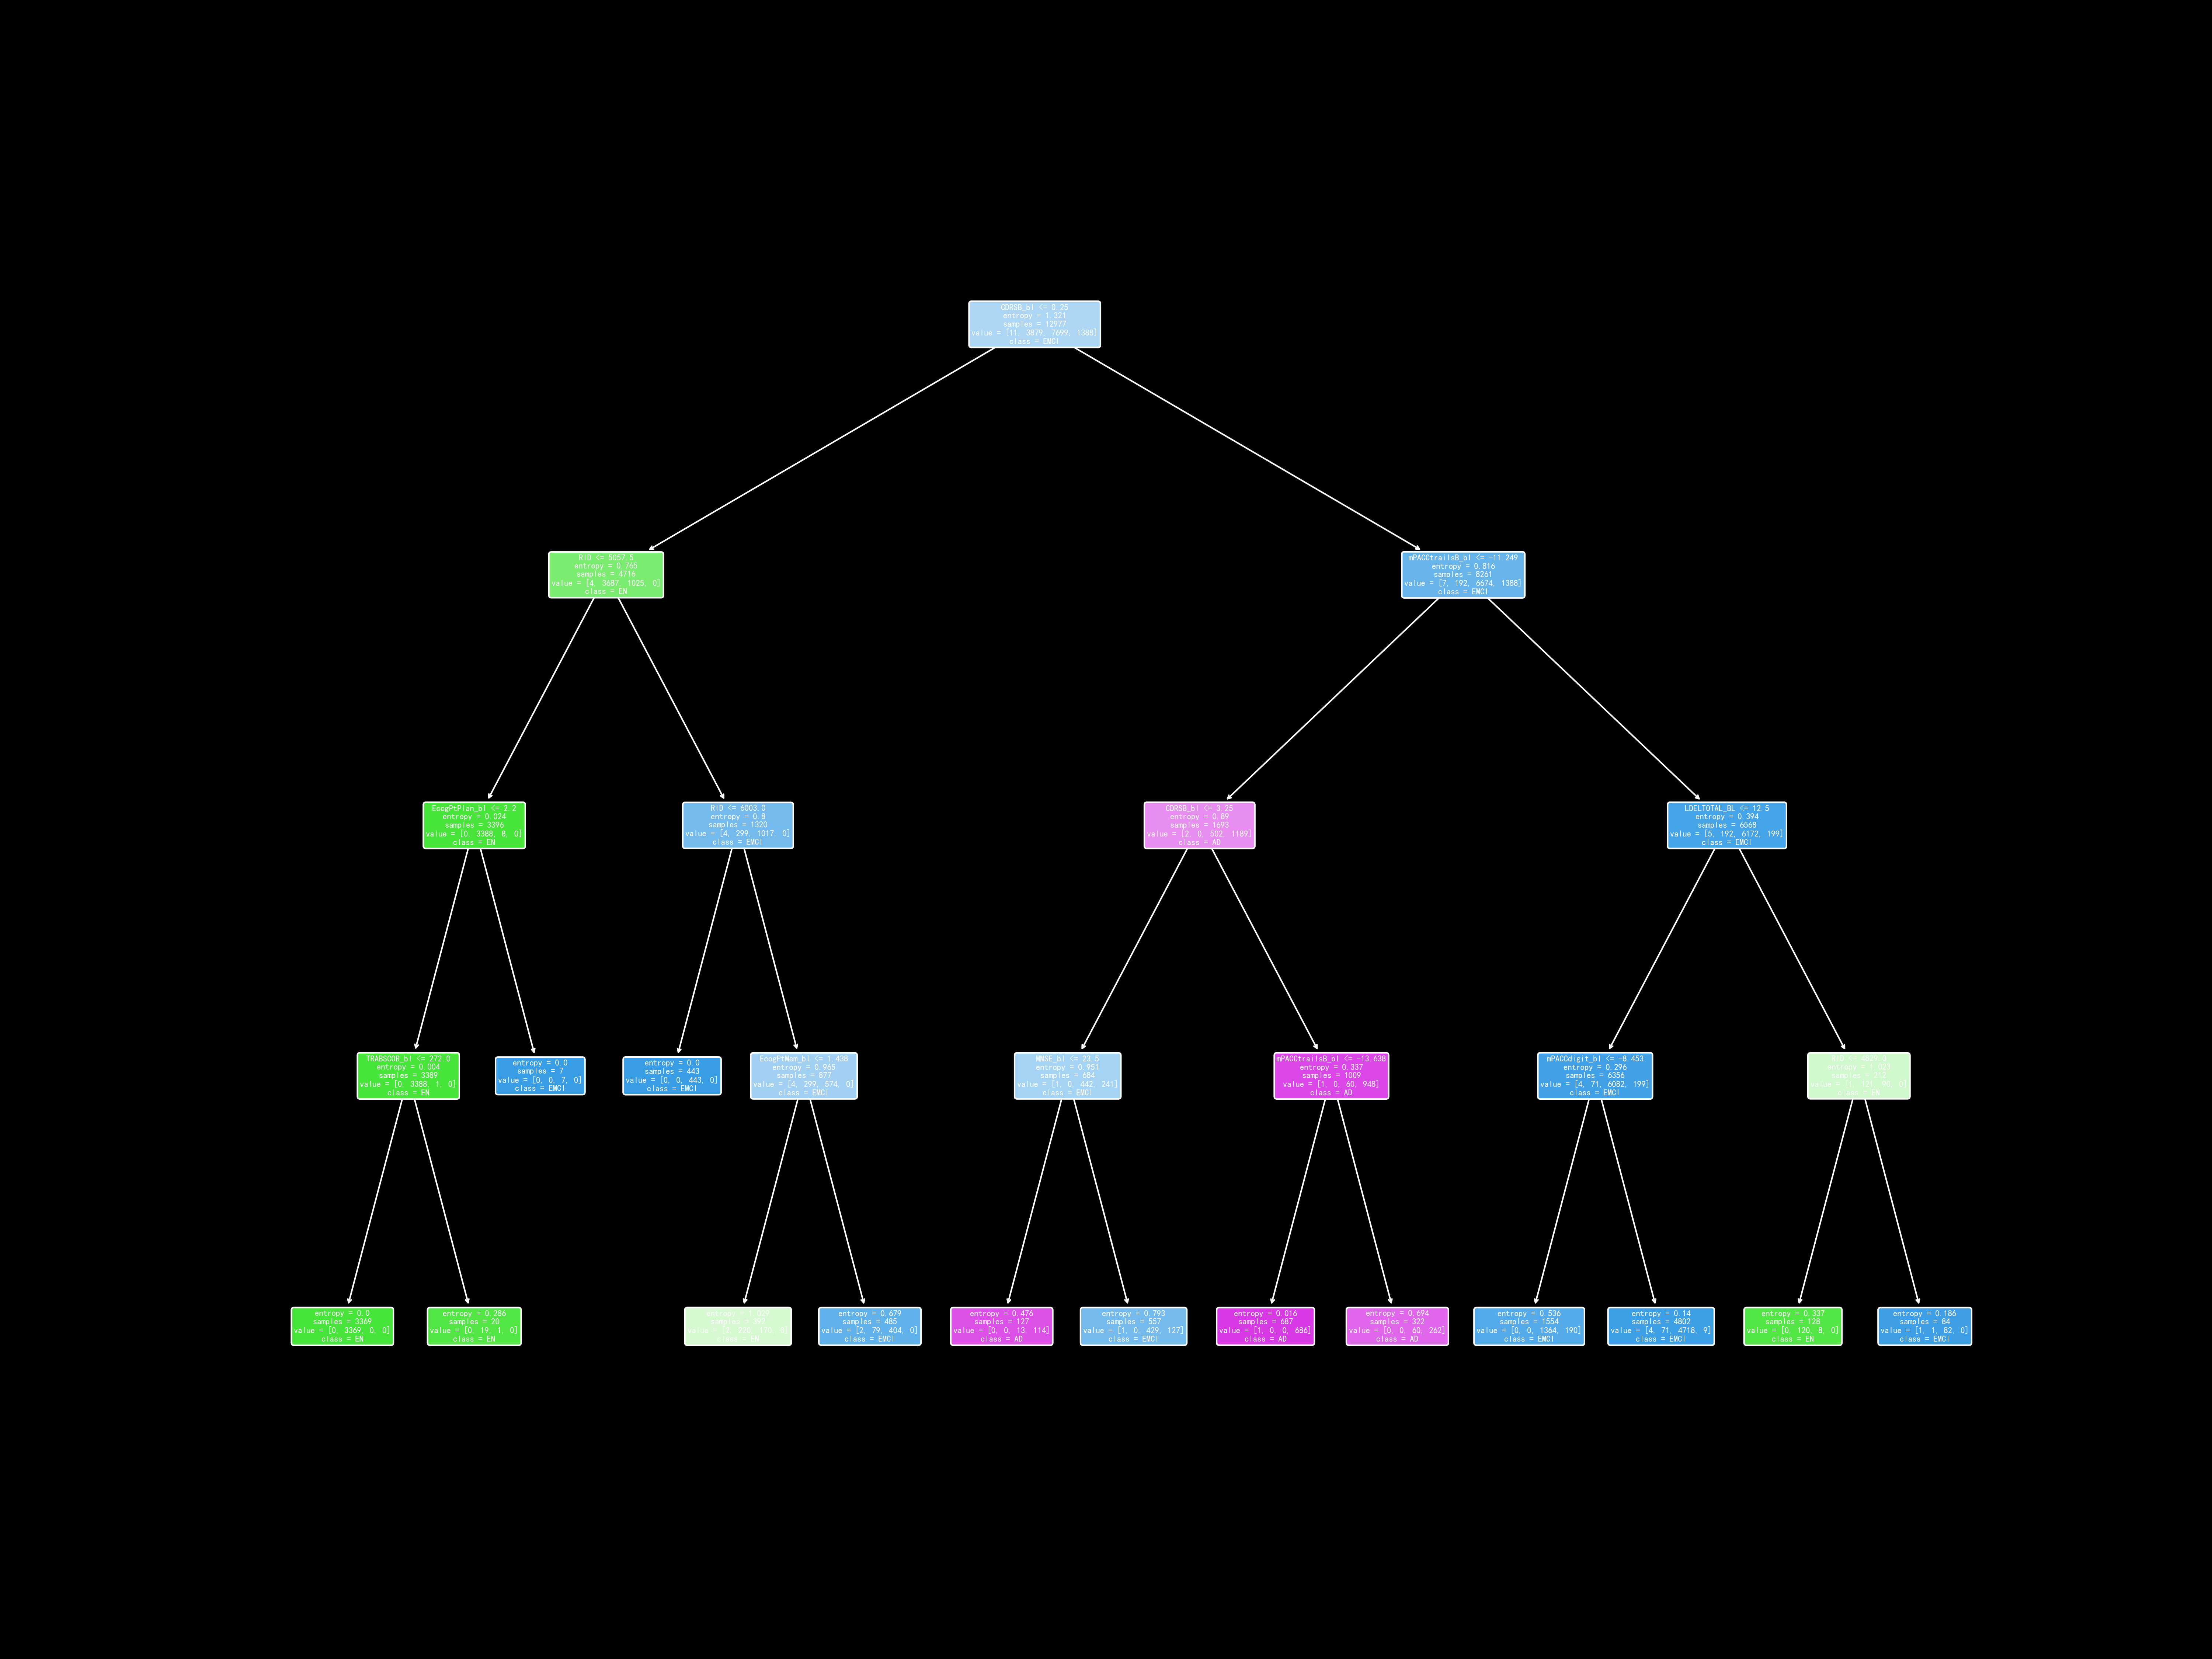 CDRSB_bl <= 0.25
entropy = 1.321
samples = 12977
value = [11, 3879, 7699, 1388]
class = EMCI
RID <= 5057.5
entropy = 0.765
samples = 4716
value = [4, 3687, 1025, 0]
class = EN
mPACCtrailsB_bl <= -11.249
entropy = 0.816
samples = 8261
value = [7, 192, 6674, 1388]
class = EMCI
EcogPtPlan_bl <= 2.2
entropy = 0.024
samples = 3396
value = [0, 3388, 8, 0]
class = EN
RID <= 6003.0
entropy = 0.8
samples = 1320
value = [4, 299, 1017, 0]
class = EMCI
CDRSB_bl <= 3.25
entropy = 0.89
samples = 1693
value = [2, 0, 502, 1189]
class = AD
LDELTOTAL_BL <= 12.5
entropy = 0.394
samples = 6568
value = [5, 192, 6172, 199]
class = EMCI
TRABSCOR_bl <= 272.0
entropy = 0.004
samples = 3389
value = [0, 3388, 1, 0]
class = EN
entropy = 0.0
samples = 7
value = [0, 0, 7, 0]
class = EMCI
entropy = 0.0
samples = 443
value = [0, 0, 443, 0]
class = EMCI
EcogPtMem_bl <= 1.438
entropy = 0.965
samples = 877
value = [4, 299, 574, 0]
class = EMCI
MMSE_bl <= 23.5
entropy = 0.951
samples = 684
value = [1, 0, 442, 241]
class = EMCI
mPACCtrailsB_bl <= -13.638
entropy = 0.337
samples = 1009
value = [1, 0, 60, 948]
class = AD
mPACCdigit_bl <= -8.453
entropy = 0.296
samples = 6356
value = [4, 71, 6082, 199]
class = EMCI
samples = 212
value = [1, 121, 90, 0]
class = EN
entropy = 0.0
samples = 3369
value = [0, 3369, 0, 0]
class = EN
entropy = 0.286
samples = 20
value = [0, 19, 1, 0]
class = EN
samples = 392
value = [2, 220, 170, 0]
class = EN
entropy = 0.679
samples = 485
value = [2, 79, 404, 0]
class = EMCI
entropy = 0.476
samples = 127
value = [0, 0, 13, 114]
class = AD
entropy = 0.793
samples = 557
value = [1, 0, 429, 127]
class = EMCI
entropy = 0.016
samples = 687
value = [1, 0, 0, 686]
class = AD
entropy = 0.694
samples = 322
value = [0, 0, 60, 262]
class = AD
entropy = 0.536
samples = 1554
value = [0, 0, 1364, 190]
class = EMCI
entropy = 0.14
samples = 4802
value = [4, 71, 4718, 9]
class = EMCI
entropy = 0.337
samples = 128
value = [0, 120, 8, 0]
class = EN
entropy = 0.186
samples = 84
value = [1, 1, 82, 0]
class = EMCI